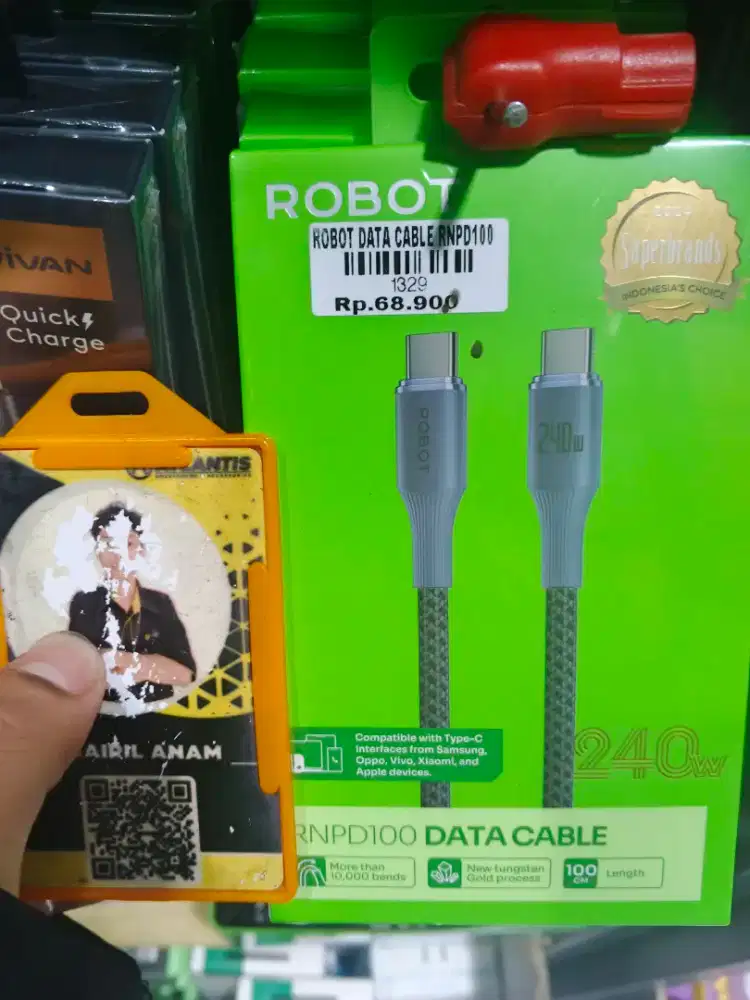 ROBOT
ROBOT DATA CABLE RNPD100
1329
Rp.68.900
Superbrands
INDONESIA'S CHOICE
ViVAN
Quick
Charge
ROBOT
240w
ATLANTIS
AIRIL ANAM
Compatible with Type-C
Interfaces from Samsung,
Oppo, Vivo, Xiaomi, and
Apple devices.
240w
RNPD100 DATA CABLE
More than
10,000 bends
New tungsten
Gold process
100
CM
Length